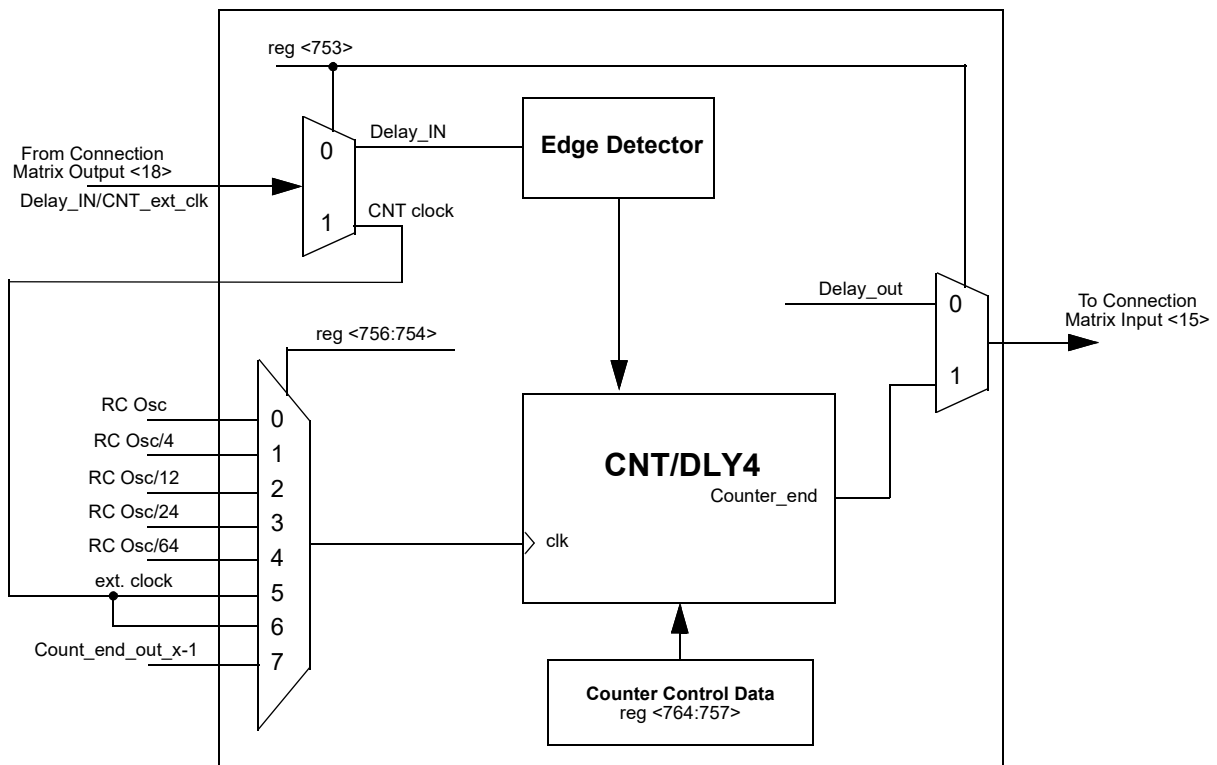 reg <753>
From Connection
Matrix Output <18>
Delay_IN/CNT_ext_clk
0
1
Delay_IN
CNT clock
Edge Detector
Delay_out
0
1
To Connection
Matrix Input <15>
reg <756:754>
RC Osc
RC Osc/4
RC Osc/12
RC Osc/24
RC Osc/64
ext. clock
Count_end_out_x-1
0
1
2
3
4
5
6
7
CNT/DLY4
Counter_end
clk
Counter Control Data
reg <764:757>